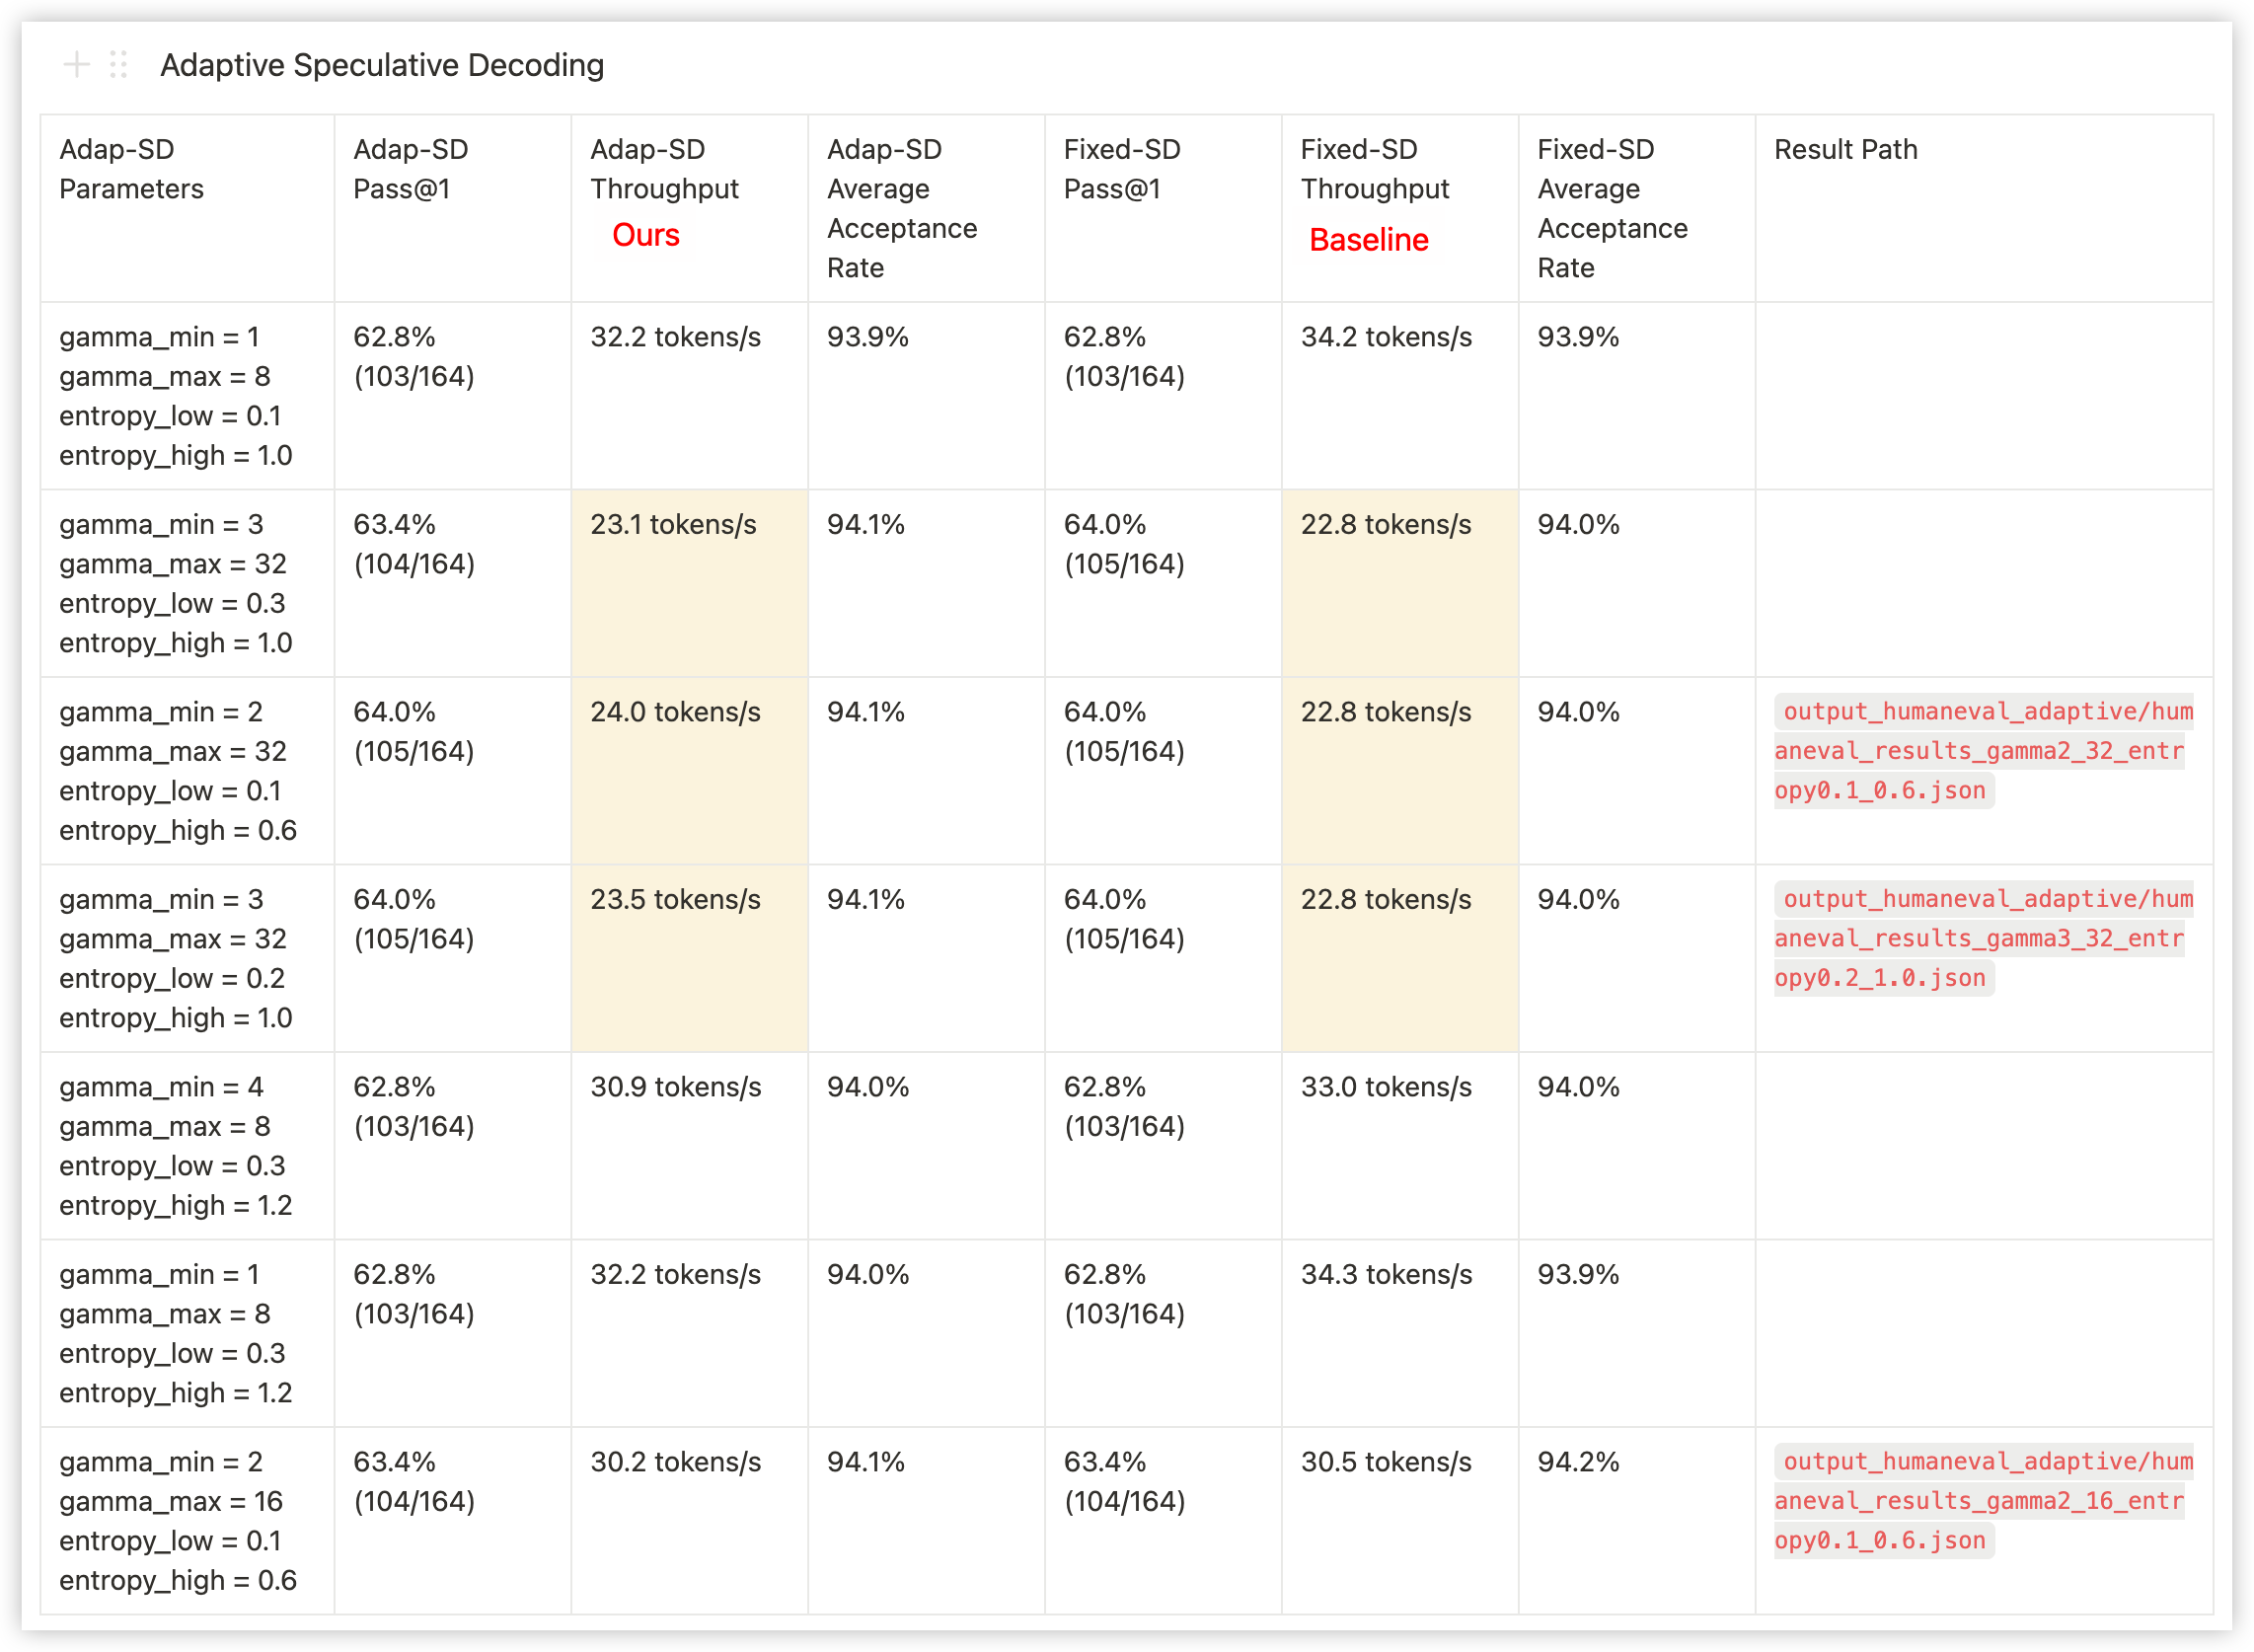 Adaptive Speculative Decoding
Adap-SD
Parameters
Adap-SD
Pass@1
Adap-SD
Throughput
Ours
Adap-SD
Average
Acceptance
Rate
Fixed-SD
Pass@1
Fixed-SD
Throughput
Baseline
Fixed-SD
Average
Acceptance
Rate
Result Path
gamma_min = 1
gamma_max = 8
entropy_low = 0.1
entropy_high = 1.0
62.8%
(103/164)
32.2 tokens/s
93.9%
62.8%
(103/164)
34.2 tokens/s
93.9%
gamma_min = 3
gamma_max = 32
entropy_low = 0.3
entropy_high = 1.0
63.4%
(104/164)
23.1 tokens/s
94.1%
64.0%
(105/164)
22.8 tokens/s
94.0%
gamma_min = 2
gamma_max = 32
entropy_low = 0.1
entropy_high = 0.6
64.0%
(105/164)
24.0 tokens/s
94.1%
64.0%
(105/164)
22.8 tokens/s
94.0%
output_humaneval_adaptive/hum
aneval_results_gamma2_32_entr
opy0.1_0.6.json
gamma_min = 3
gamma_max = 32
entropy_low = 0.2
entropy_high = 1.0
64.0%
(105/164)
23.5 tokens/s
94.1%
64.0%
(105/164)
22.8 tokens/s
94.0%
output_humaneval_adaptive/hum
aneval_results_gamma3_32_entr
opy0.2_1.0.json
gamma_min = 4
gamma_max = 8
entropy_low = 0.3
entropy_high = 1.2
62.8%
(103/164)
30.9 tokens/s
94.0%
62.8%
(103/164)
33.0 tokens/s
94.0%
gamma_min = 1
gamma_max = 8
entropy_low = 0.3
entropy_high = 1.2
62.8%
(103/164)
32.2 tokens/s
94.0%
62.8%
(103/164)
34.3 tokens/s
93.9%
gamma_min = 2
gamma_max = 16
entropy_low = 0.1
entropy_high = 0.6
63.4%
(104/164)
30.2 tokens/s
94.1%
63.4%
(104/164)
30.5 tokens/s
94.2%
output_humaneval_adaptive/hum
aneval_results_gamma2_16_entr
opy0.1_0.6.json